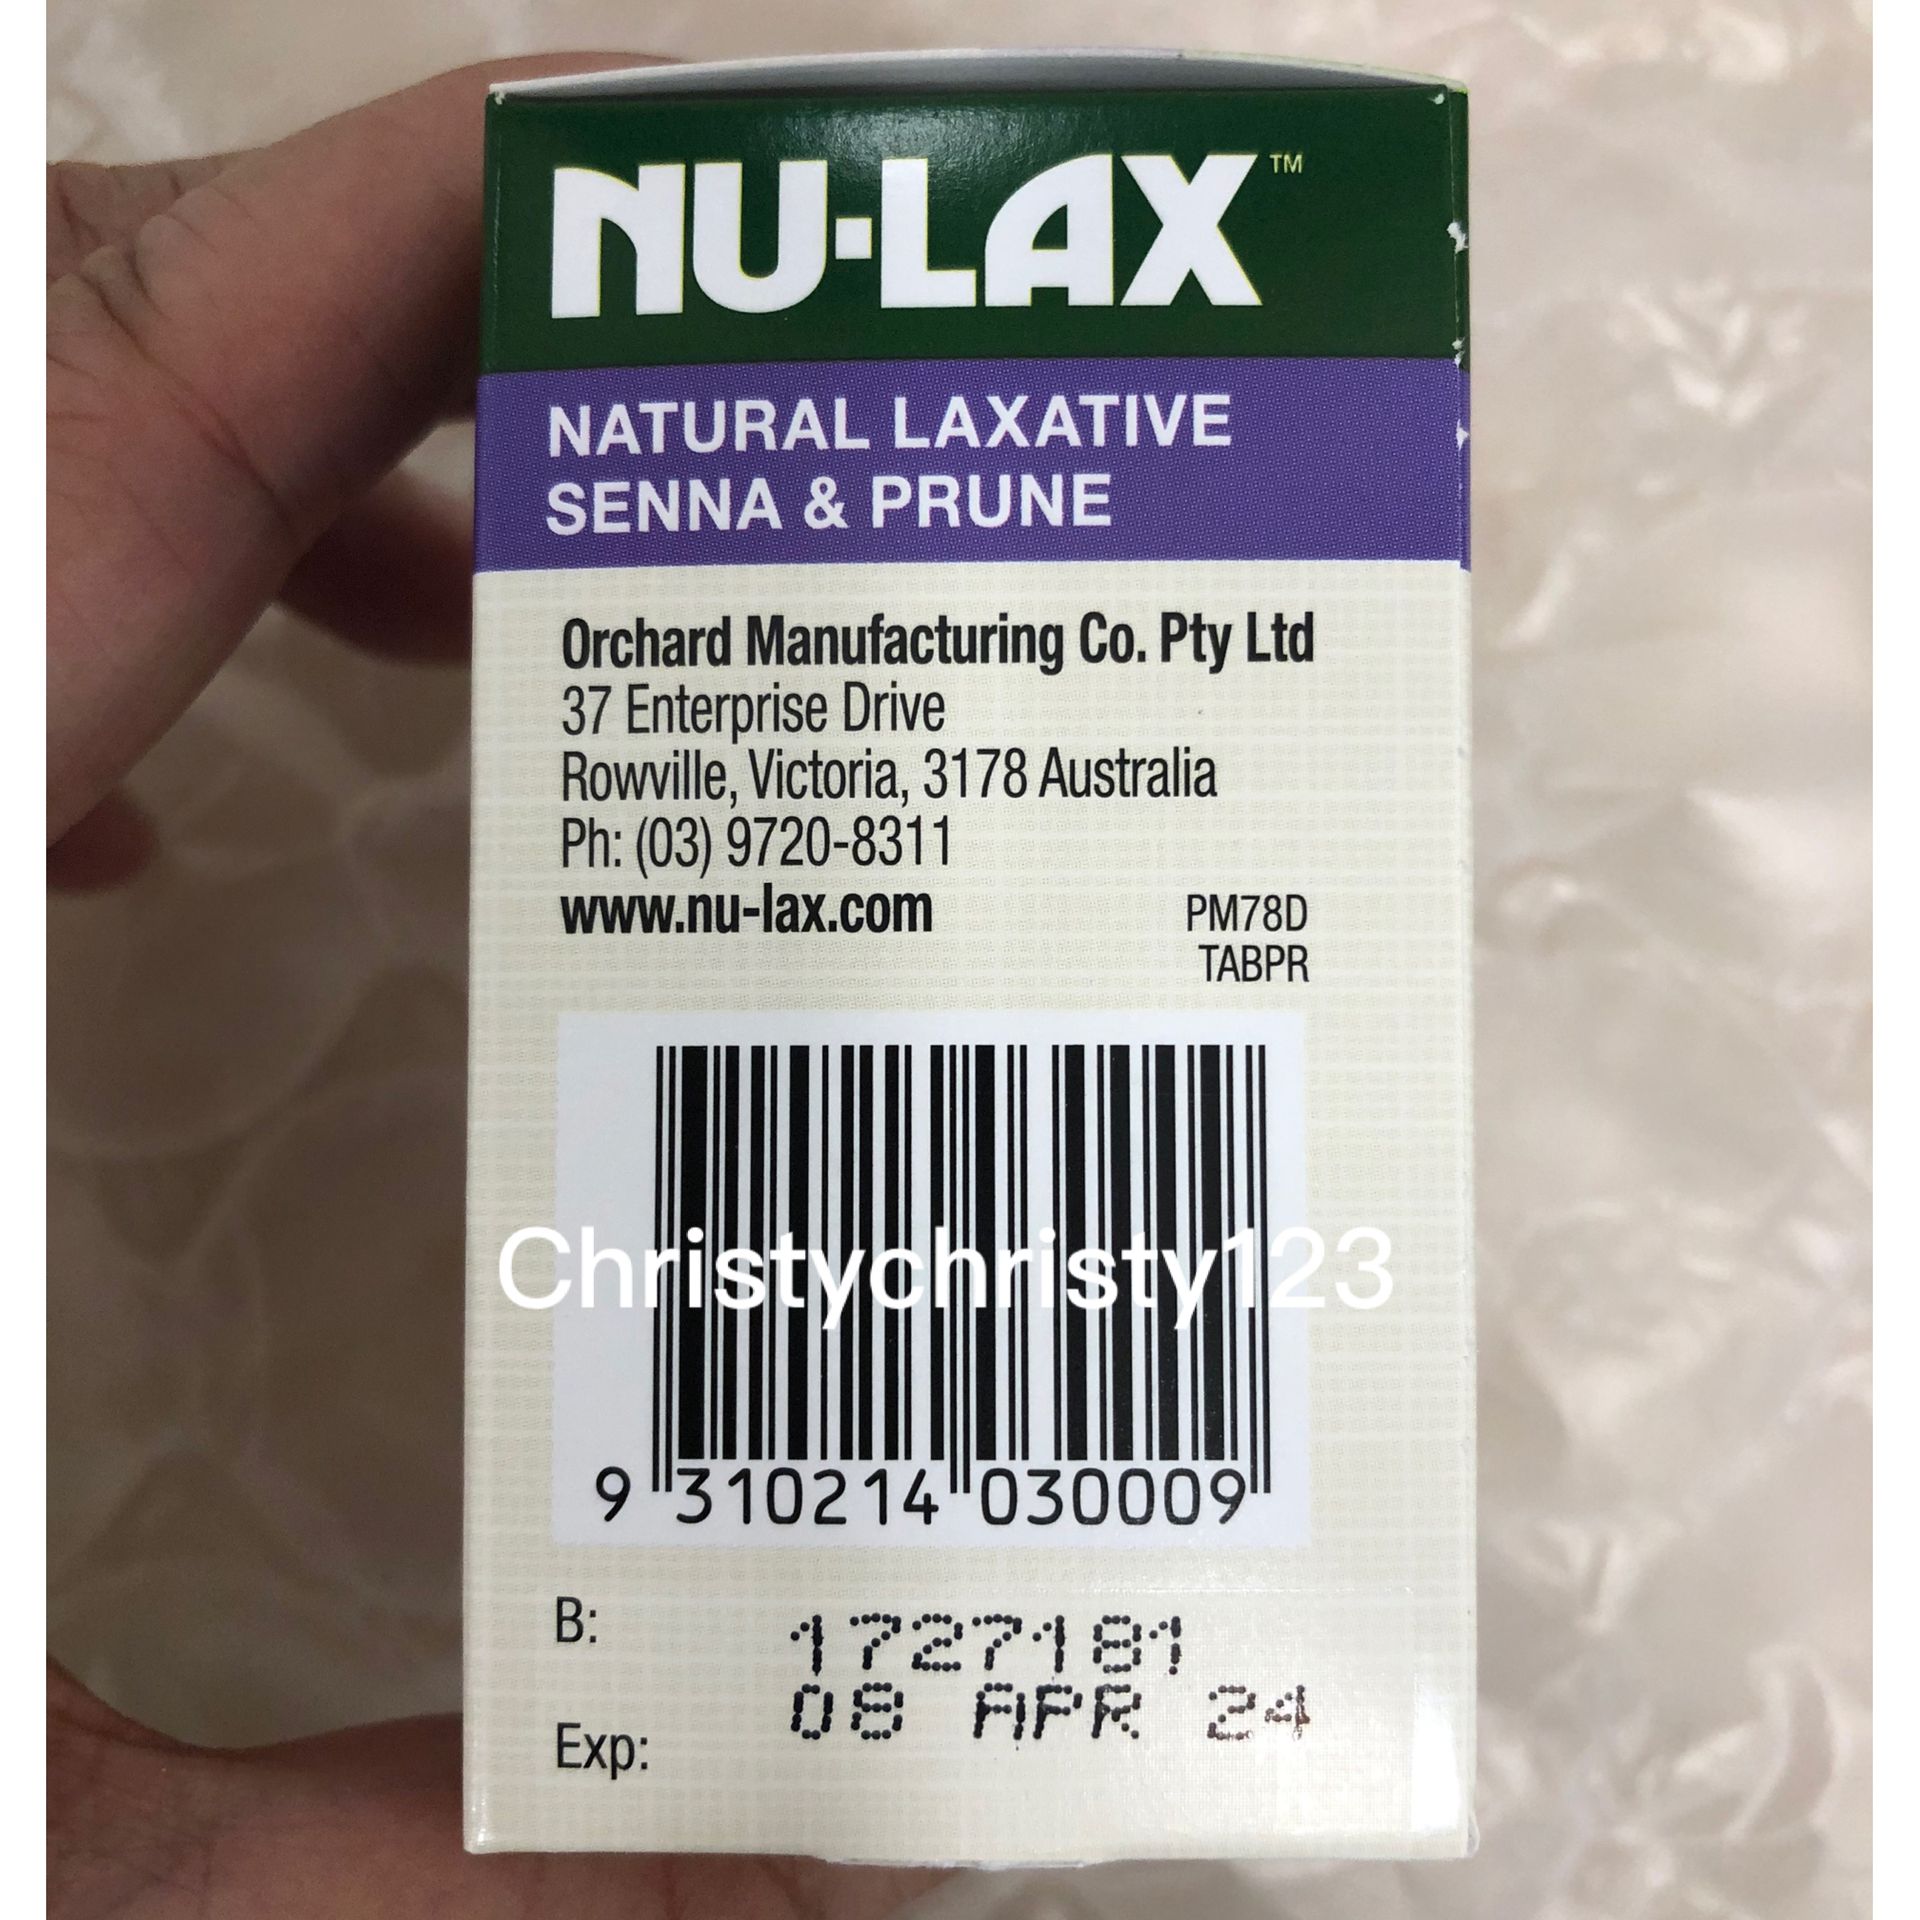 NU-LAX™
NATURAL LAXATIVE
SENNA & PRUNE
Orchard Manufacturing Co. Pty Ltd
37 Enterprise Drive
Rowville, Victoria, 3178 Australia
Ph: (03) 9720-8311
www.nu-lax.com
PM78D
TABPR
Christychristy123
9 310214 030009
B: 1727181
08 APR 24
Exp: